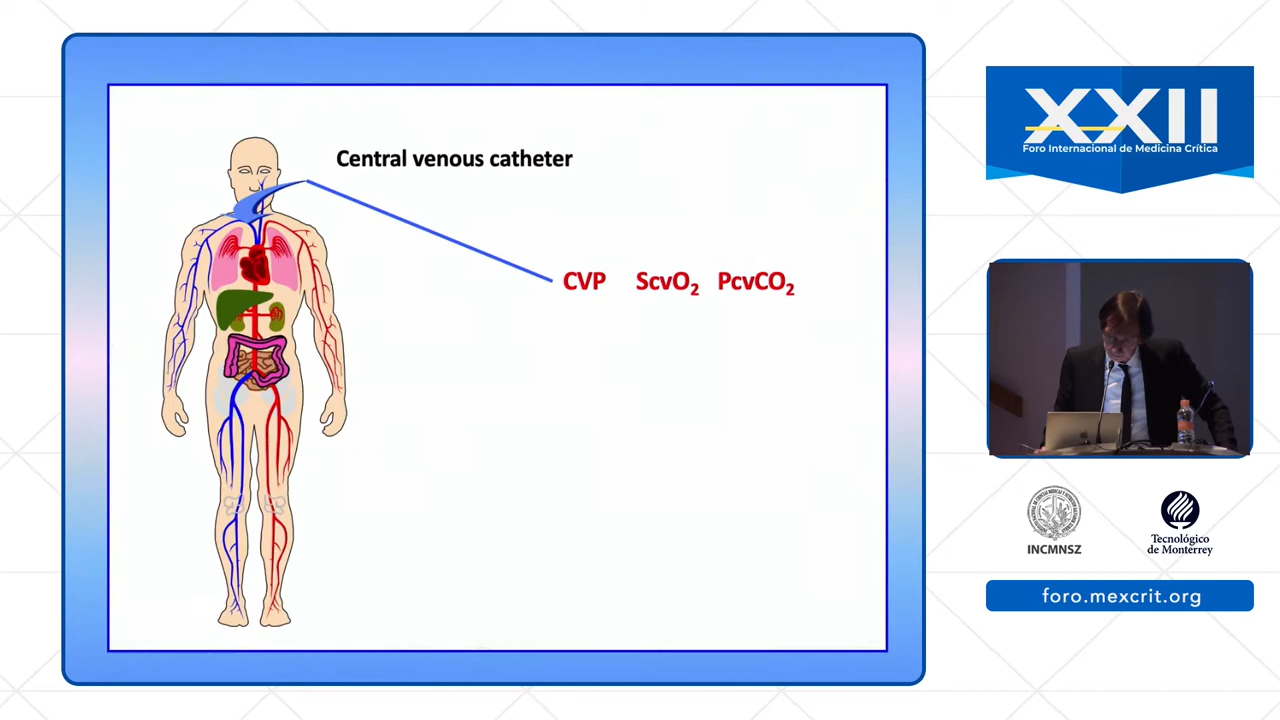 Central venous catheter
CVP ScvO₂ PcvCO₂
XXII
Foro Internacional de Medicina Crítica
INCMNSZ
Tecnológico
de Monterrey
foro.mexcrit.org